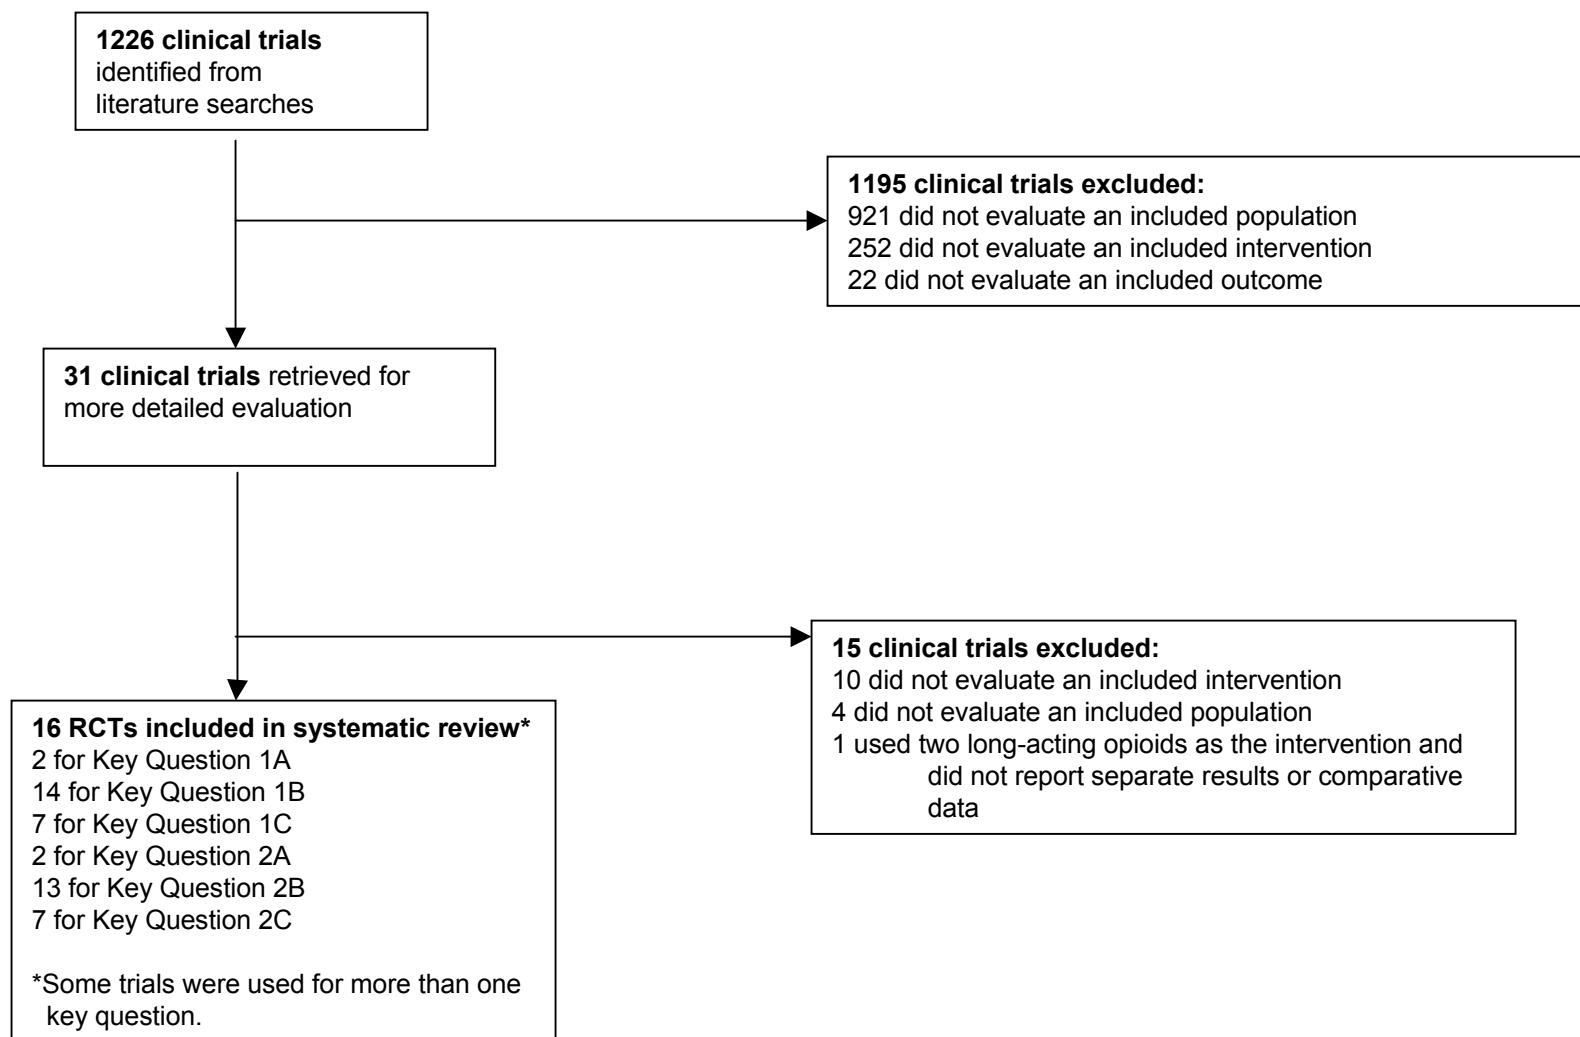 1226 clinical trials
identified from
literature searches
1195 clinical trials excluded:
921 did not evaluate an included population
252 did not evaluate an included intervention
22 did not evaluate an included outcome
31 clinical trials retrieved for
more detailed evaluation
15 clinical trials excluded:
10 did not evaluate an included intervention
4 did not evaluate an included population
1 used two long-acting opioids as the intervention and
did not report separate results or comparative
data
16 RCTs included in systematic review*
2 for Key Question 1A
14 for Key Question 1B
7 for Key Question 1C
2 for Key Question 2A
13 for Key Question 2B
7 for Key Question 2C
*Some trials were used for more than one
key question.